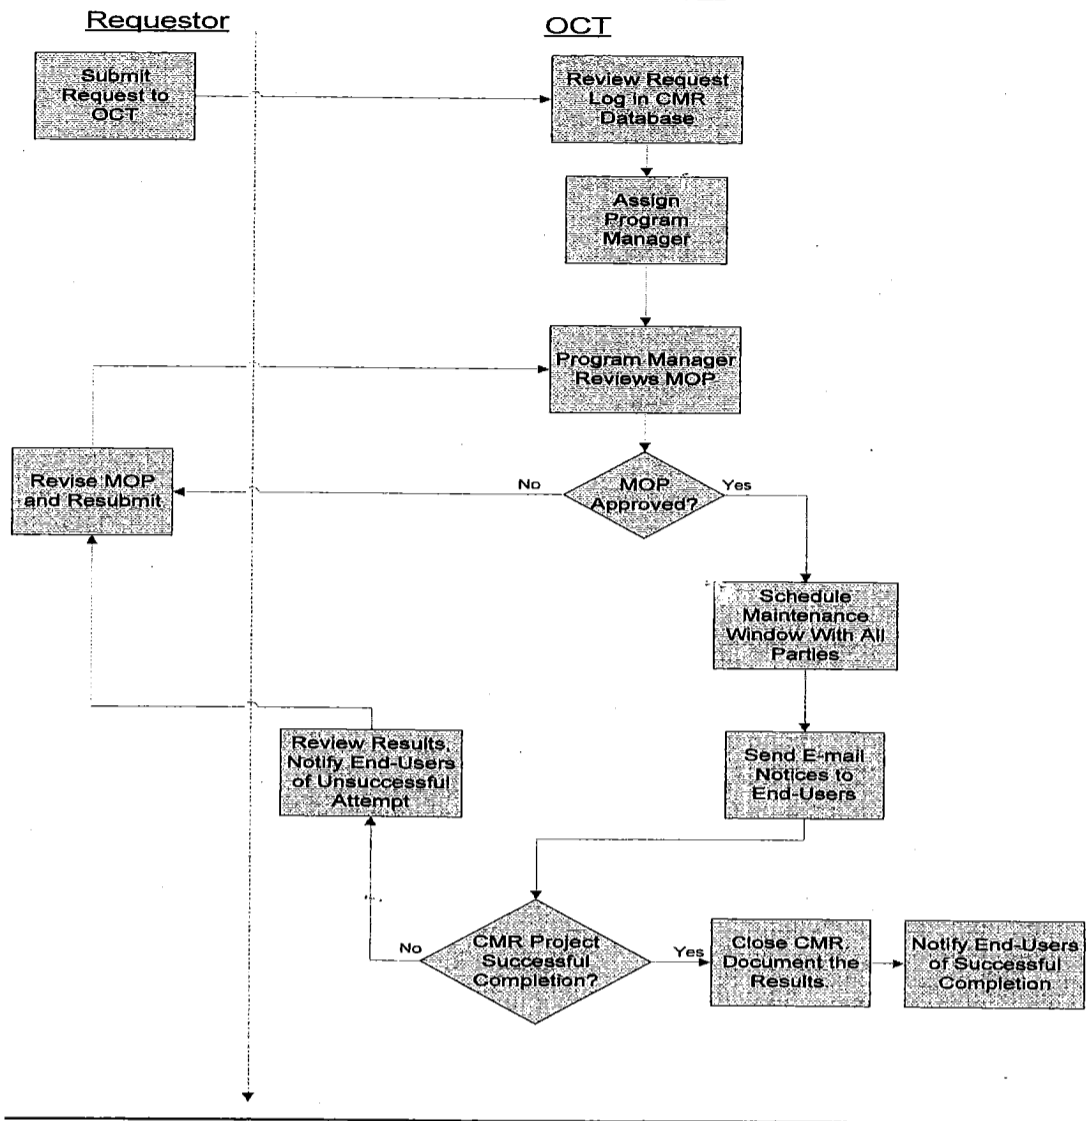 Requestor
OCT
Submit
Request to
OCT
Review Request
Log in CMR
Database
Assign
Program
Manager
Program Manager
Reviews MOP
Revise MOP
and Resubmit
No
MOP
Approved?
Yes
Schedule
Maintenance
Window With All
Parties
Review Results.
Notify End-Users
of Unsuccessful
Attempt
Send E-mail
Notices to
End-Users
No
CMR Project
Successful
Completion?
Yes
Close CMR.
Document the
Results.
Notify End-Users
of Successful
Completion